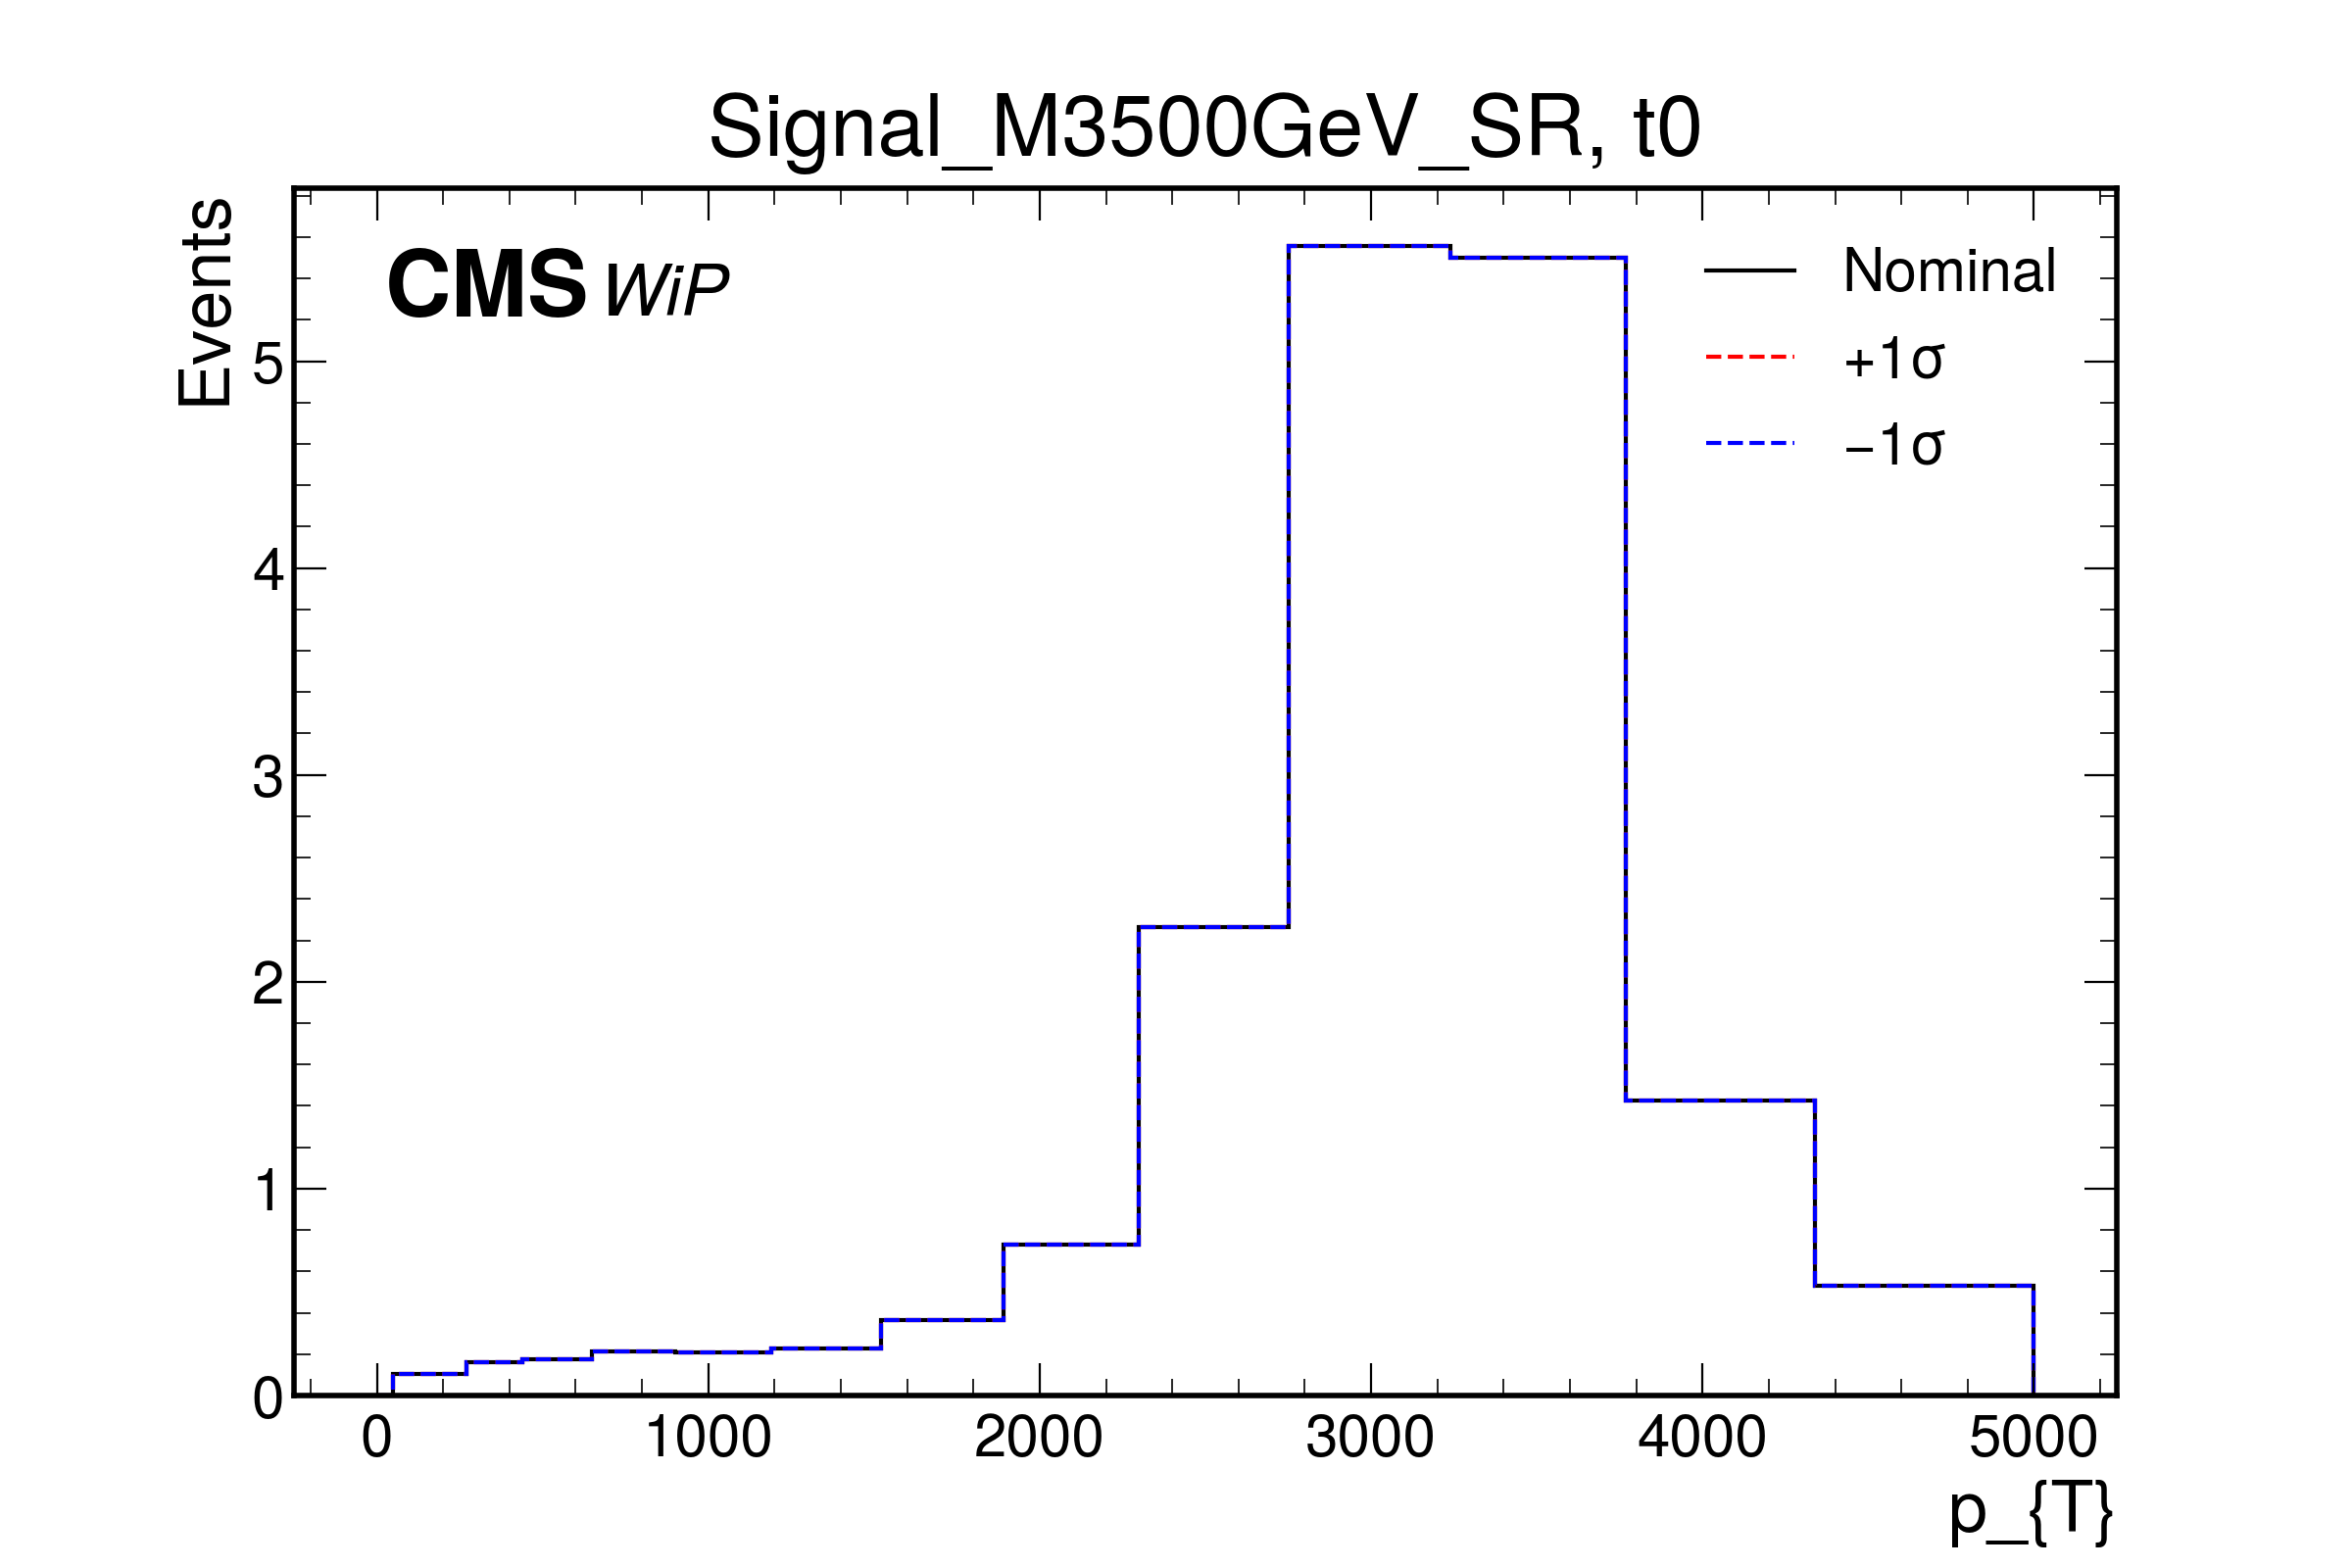 Signal_M3500GeV_SR, t0
Events
CMS WiP
Nominal
+1σ
−1σ
5
4
3
2
1
0
0 1000 2000 3000 4000 5000
p_{T}